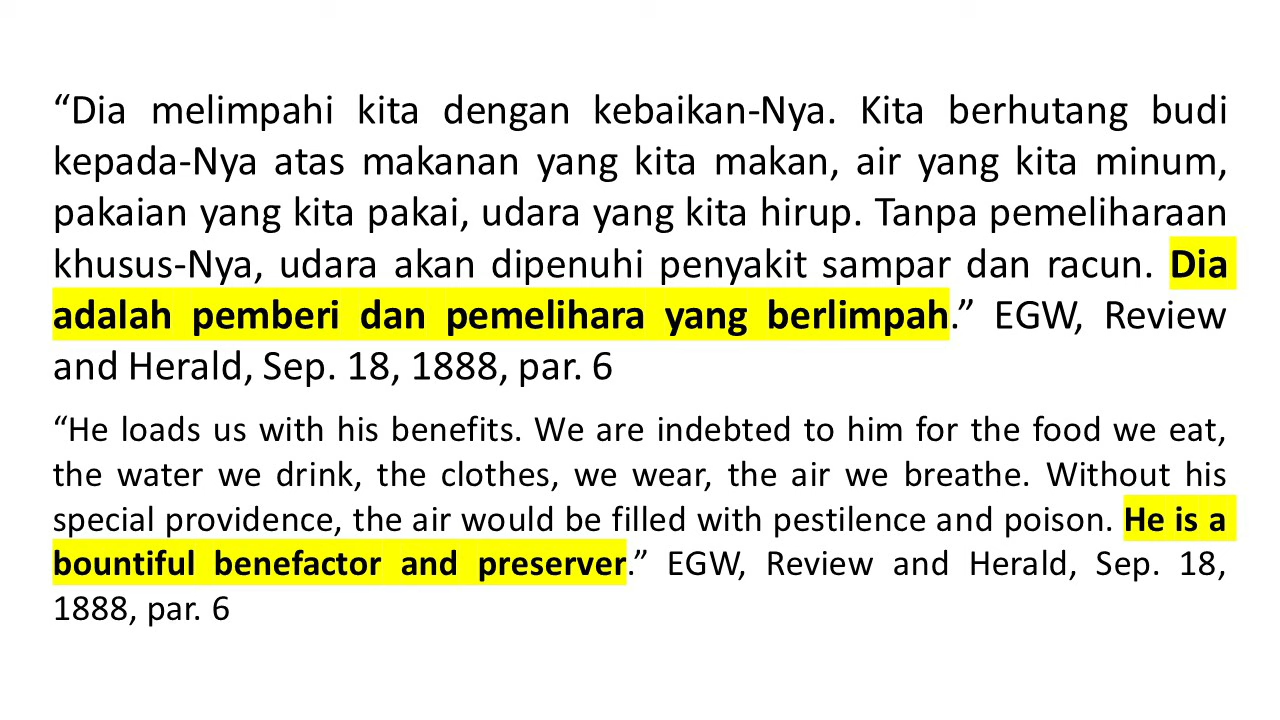 “Dia melimpahi kita dengan kebaikan-Nya. Kita berhutang budi
kepada-Nya atas makanan yang kita makan, air yang kita minum,
pakaian yang kita pakai, udara yang kita hirup. Tanpa pemeliharaan
khusus-Nya, udara akan dipenuhi penyakit sampar dan racun. Dia
adalah pemberi dan pemelihara yang berlimpah.” EGW, Review
and Herald, Sep. 18, 1888, par. 6
“He loads us with his benefits. We are indebted to him for the food we eat,
the water we drink, the clothes, we wear, the air we breathe. Without his
special providence, the air would be filled with pestilence and poison. He is a
bountiful benefactor and preserver.” EGW, Review and Herald, Sep. 18,
1888, par. 6